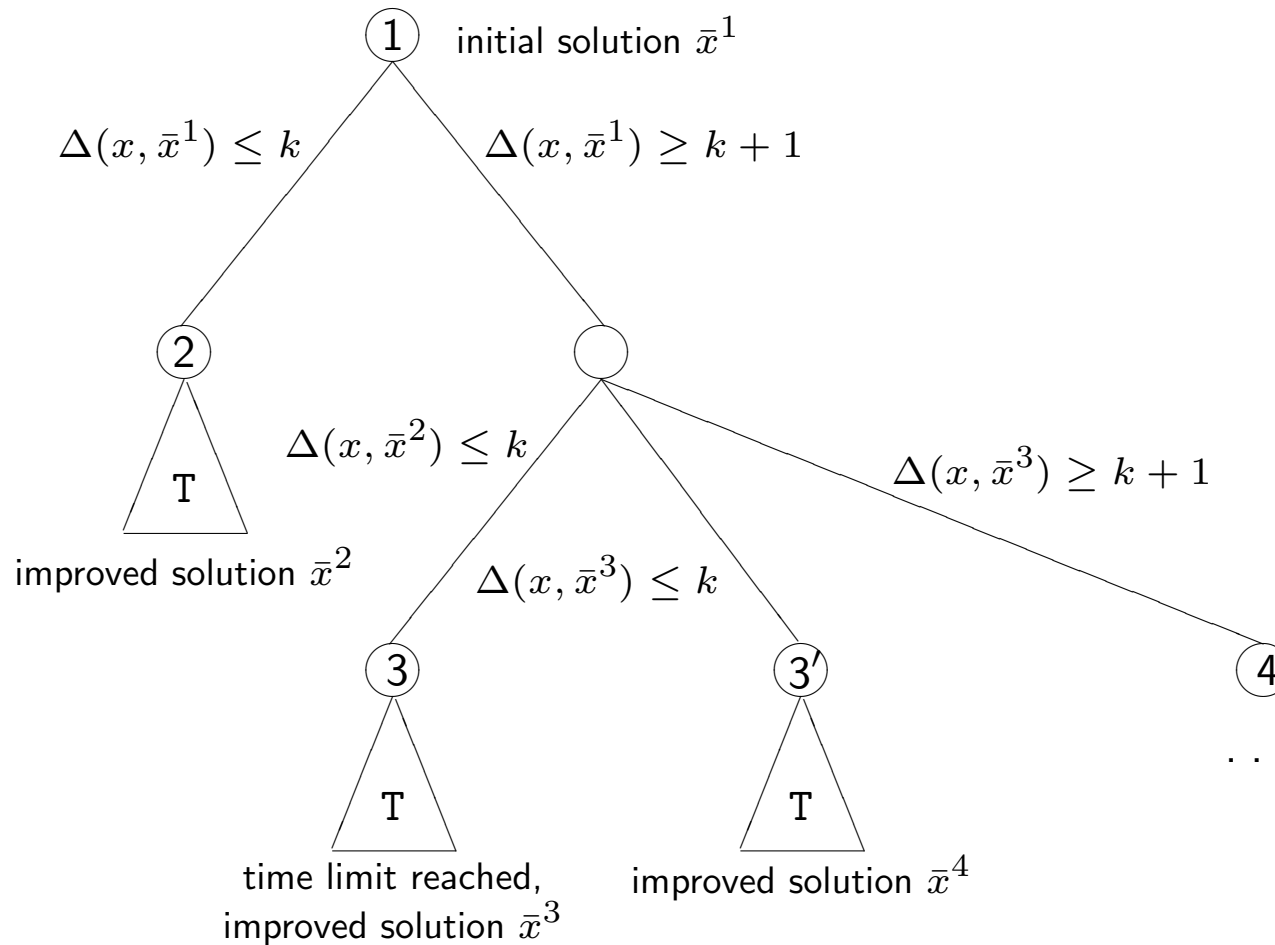 1 initial solution x̄¹
Δ(x, x̄¹) ≤ k
Δ(x, x̄¹) ≥ k + 1
2
Δ(x, x̄²) ≤ k
Δ(x, x̄³) ≥ k + 1
T
improved solution x̄²
Δ(x, x̄³) ≤ k
3
3′
4
. .
T
T
time limit reached,
improved solution x̄³
improved solution x̄⁴